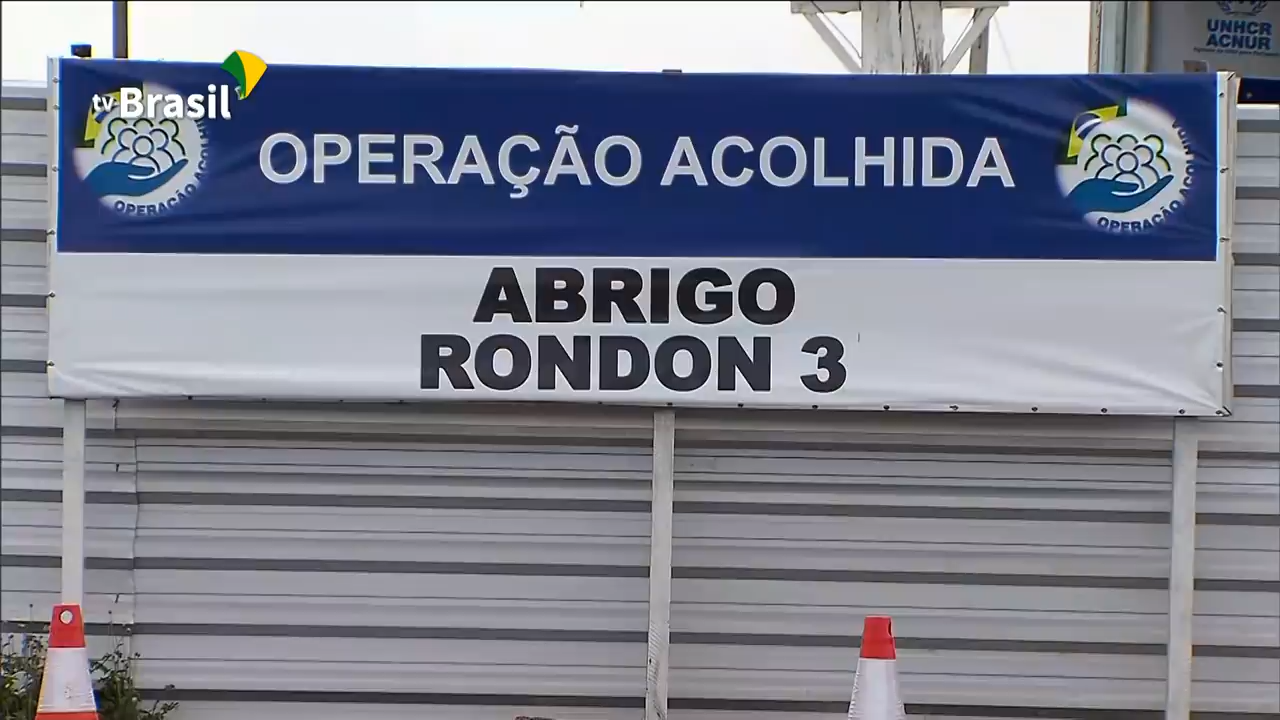 UNHCR
ACNUR
tv Brasil
OPERAÇÃO ACOLHIDA
OPERAÇÃO ACOLHIDA
OPERAÇÃO ACOLHIDA
ABRIGO
RONDON 3